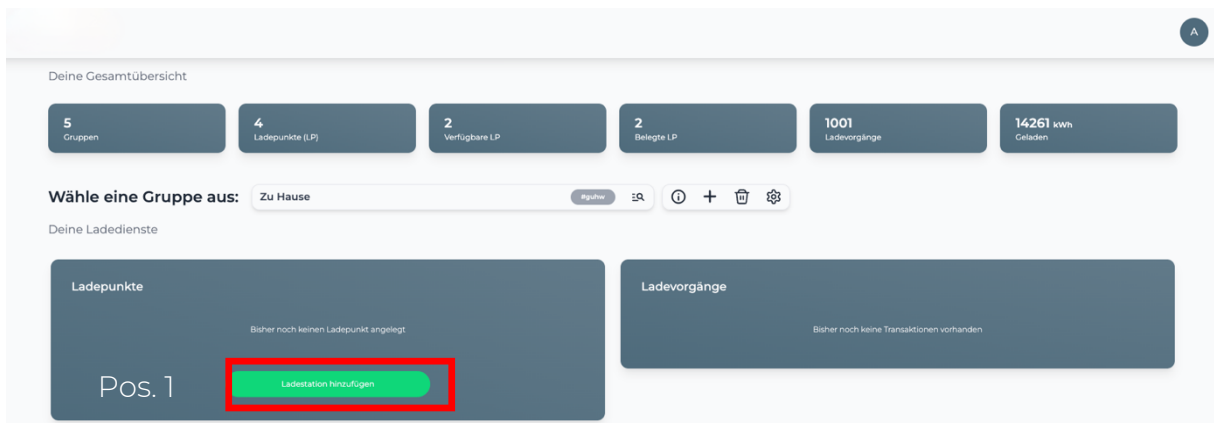 A
Deine Gesamtübersicht
5
Gruppen
4
Ladepunkte (LP)
2
Verfügbare LP
2
Belegte LP
1001
Ladevorgänge
14261 kWh
Geladen
Wähle eine Gruppe aus: Zu Hause #guhw
Deine Ladedienste
Ladepunkte
Bisher noch keinen Ladepunkt angelegt
Pos. 1 Ladestation hinzufügen
Ladevorgänge
Bisher noch keine Transaktionen vorhanden